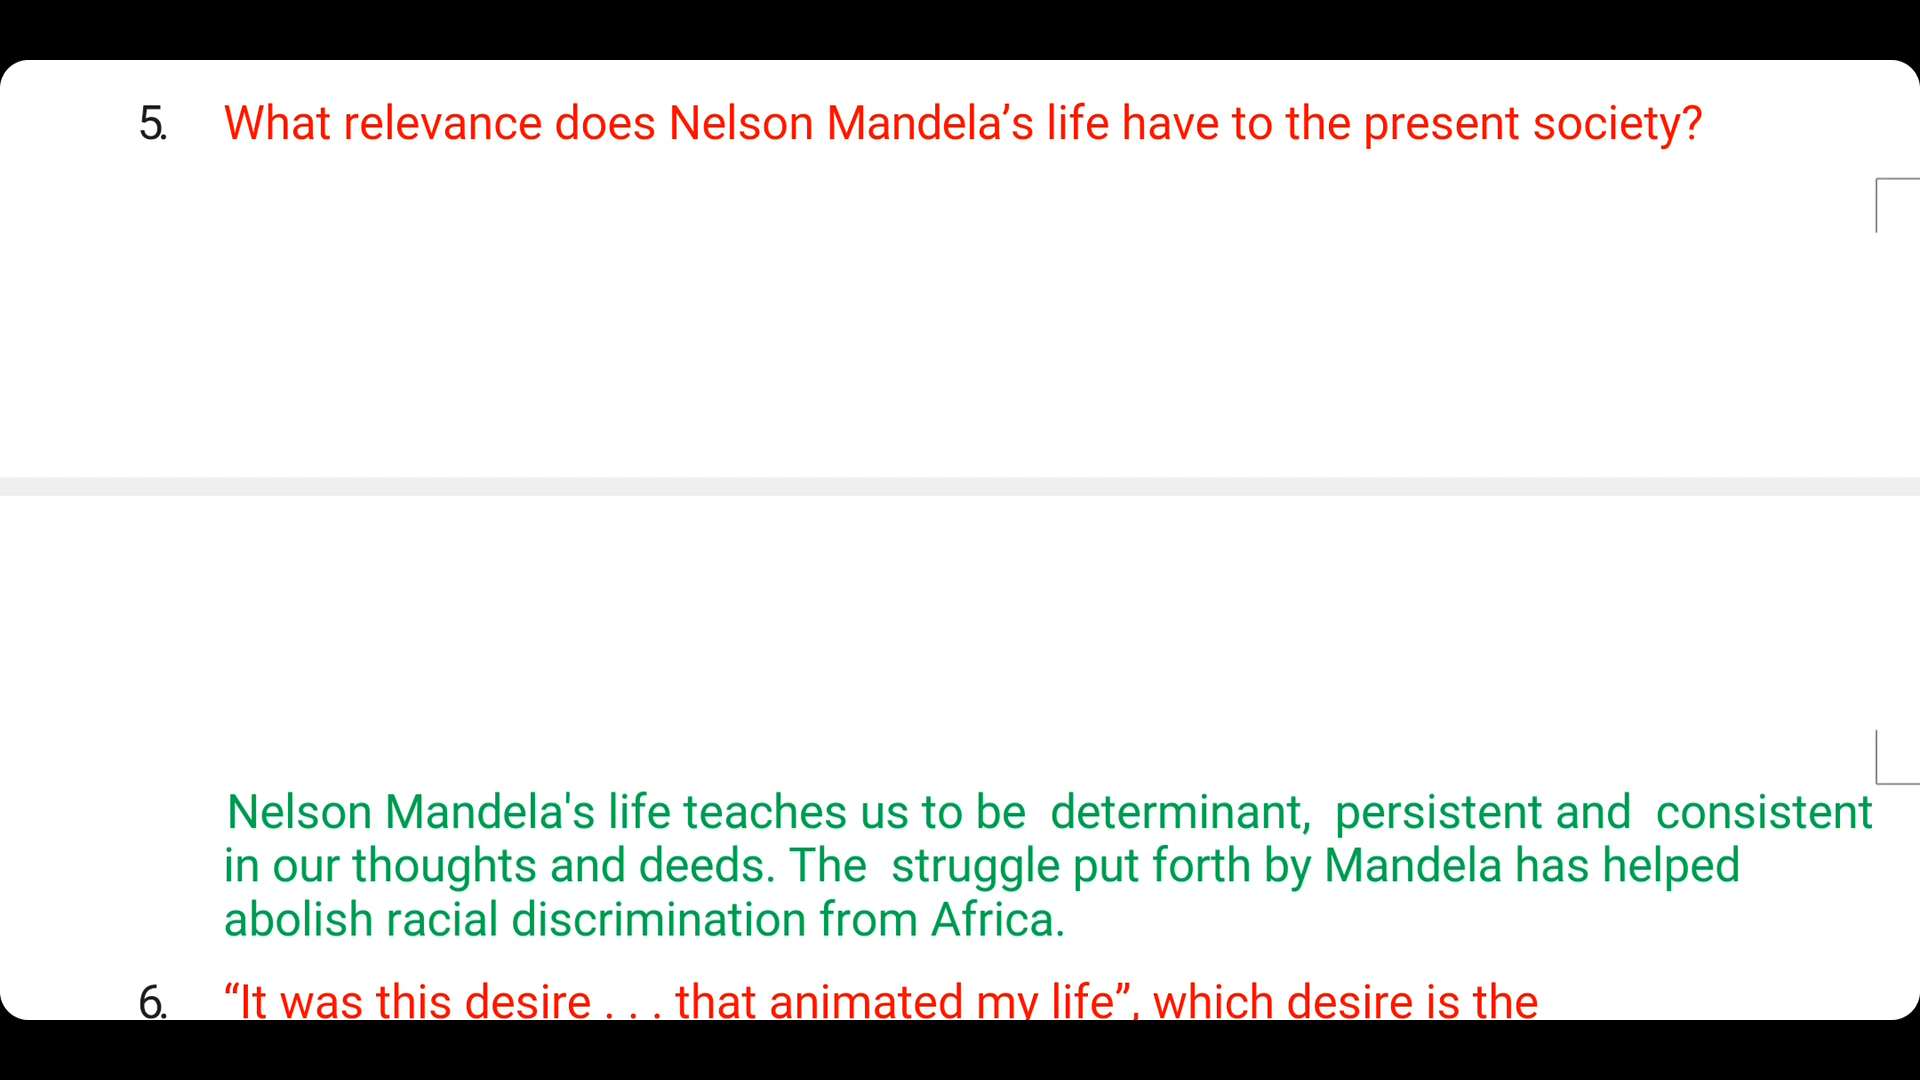 5. What relevance does Nelson Mandela’s life have to the present society?
Nelson Mandela's life teaches us to be determinant, persistent and consistent
in our thoughts and deeds. The struggle put forth by Mandela has helped
abolish racial discrimination from Africa.
6. “It was this desire . . . that animated my life”, which desire is the